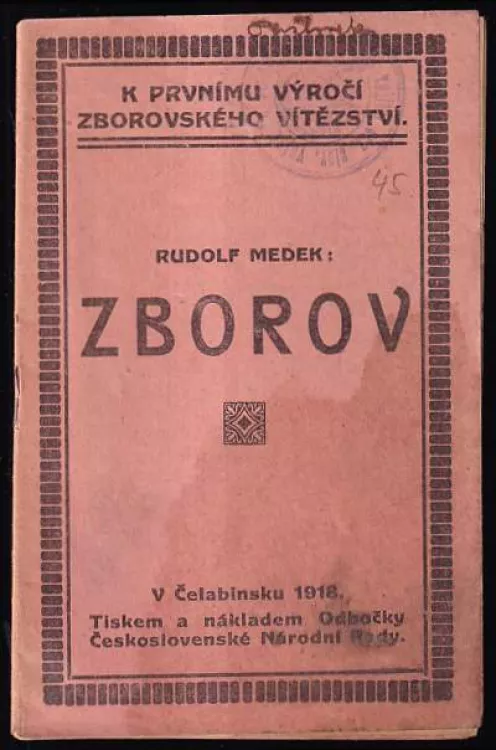 K PRVNÍMU VÝROČÍ
ZBOROVSKÉHO VÍTĚZSTVÍ.
45
RUDOLF MEDEK:
ZBOROV
V Čelabinsku 1918.
Tiskem a nákladem Odbočky
Československé Národní Rady.